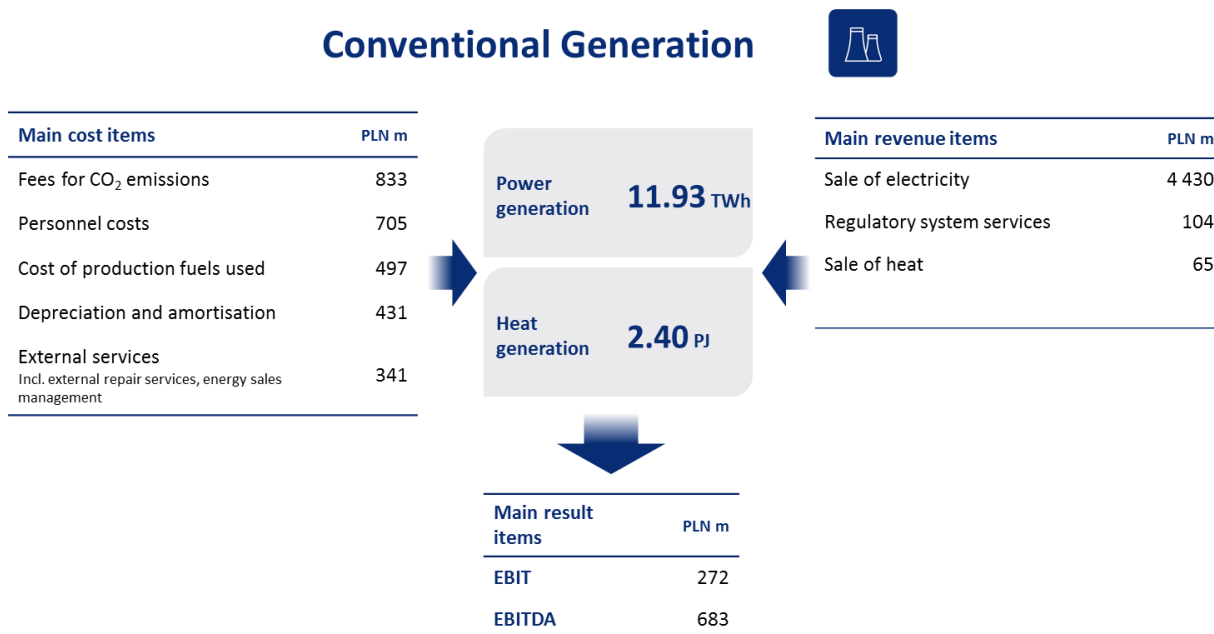 Conventional Generation
Main cost items PLN m
Fees for CO₂ emissions 833
Personnel costs 705
Cost of production fuels used 497
Depreciation and amortisation 431
External services
Incl. external repair services, energy sales
management
341
Power
generation
11.93 TWh
Heat
generation
2.40 PJ
Main revenue items PLN m
Sale of electricity 4 430
Regulatory system services 104
Sale of heat 65
Main result
items
PLN m
EBIT 272
EBITDA 683